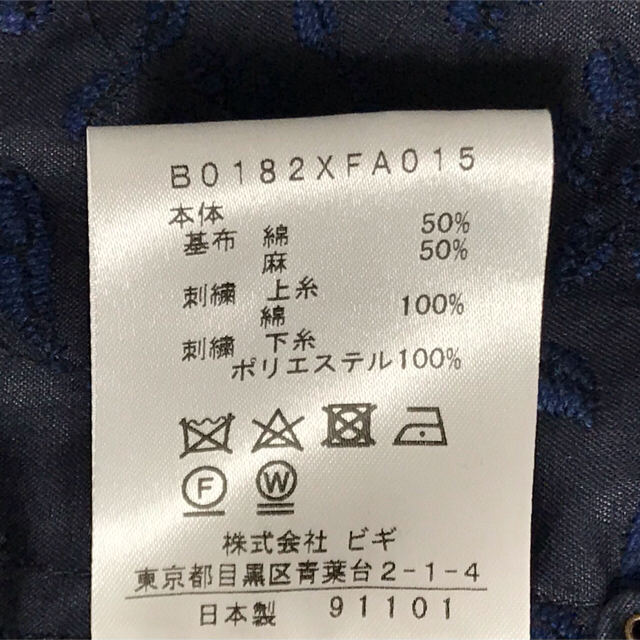 B0182XFA015
本体
基布 綿 50%
麻 50%
刺繍 上糸
綿 100%
刺繍 下糸
ポリエステル100%
F W
株式会社 ビギ
東京都目黒区青葉台2-1-4
日本製 91101